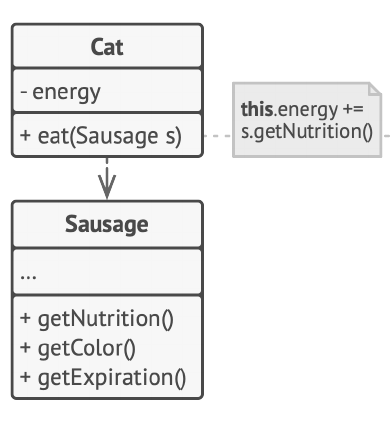 Cat
- energy
+ eat(Sausage s)
this.energy +=
s.getNutrition()
Sausage
...
+ getNutrition()
+ getColor()
+ getExpiration()